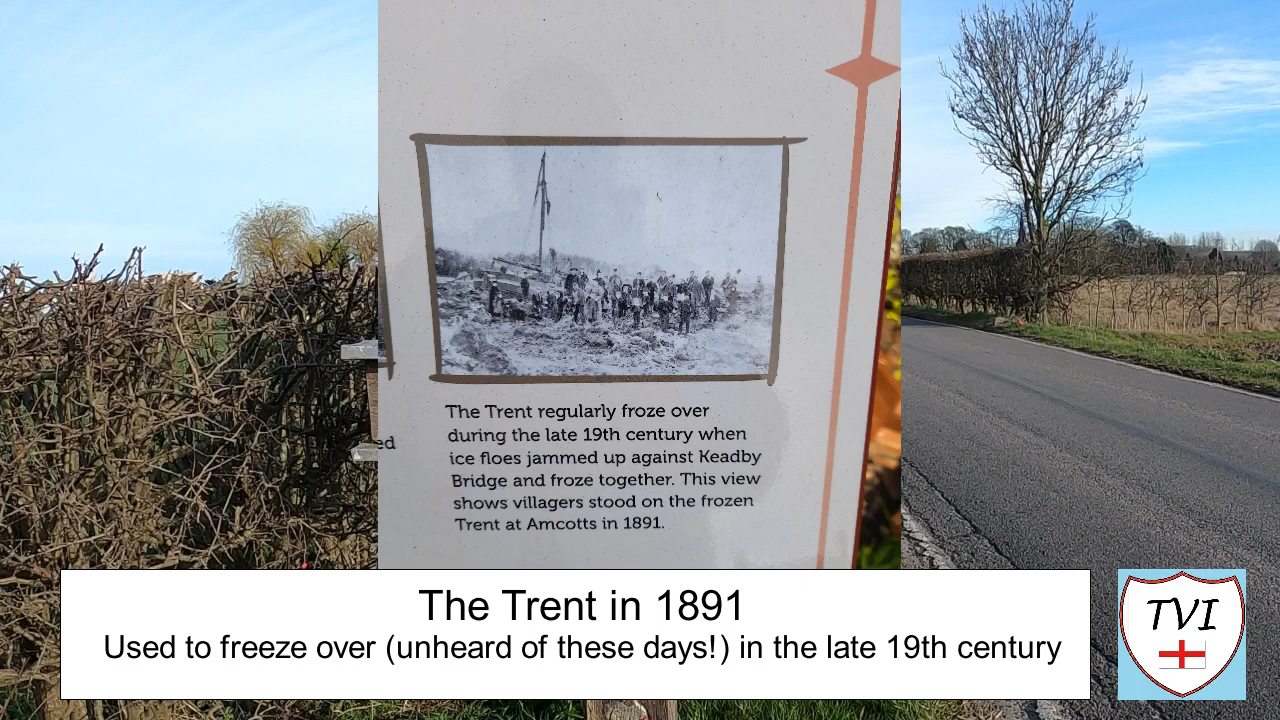 ed
The Trent regularly froze over
during the late 19th century when
ice floes jammed up against Keadby
Bridge and froze together. This view
shows villagers stood on the frozen
Trent at Amcotts in 1891.
The Trent in 1891
Used to freeze over (unheard of these days!) in the late 19th century
TVI